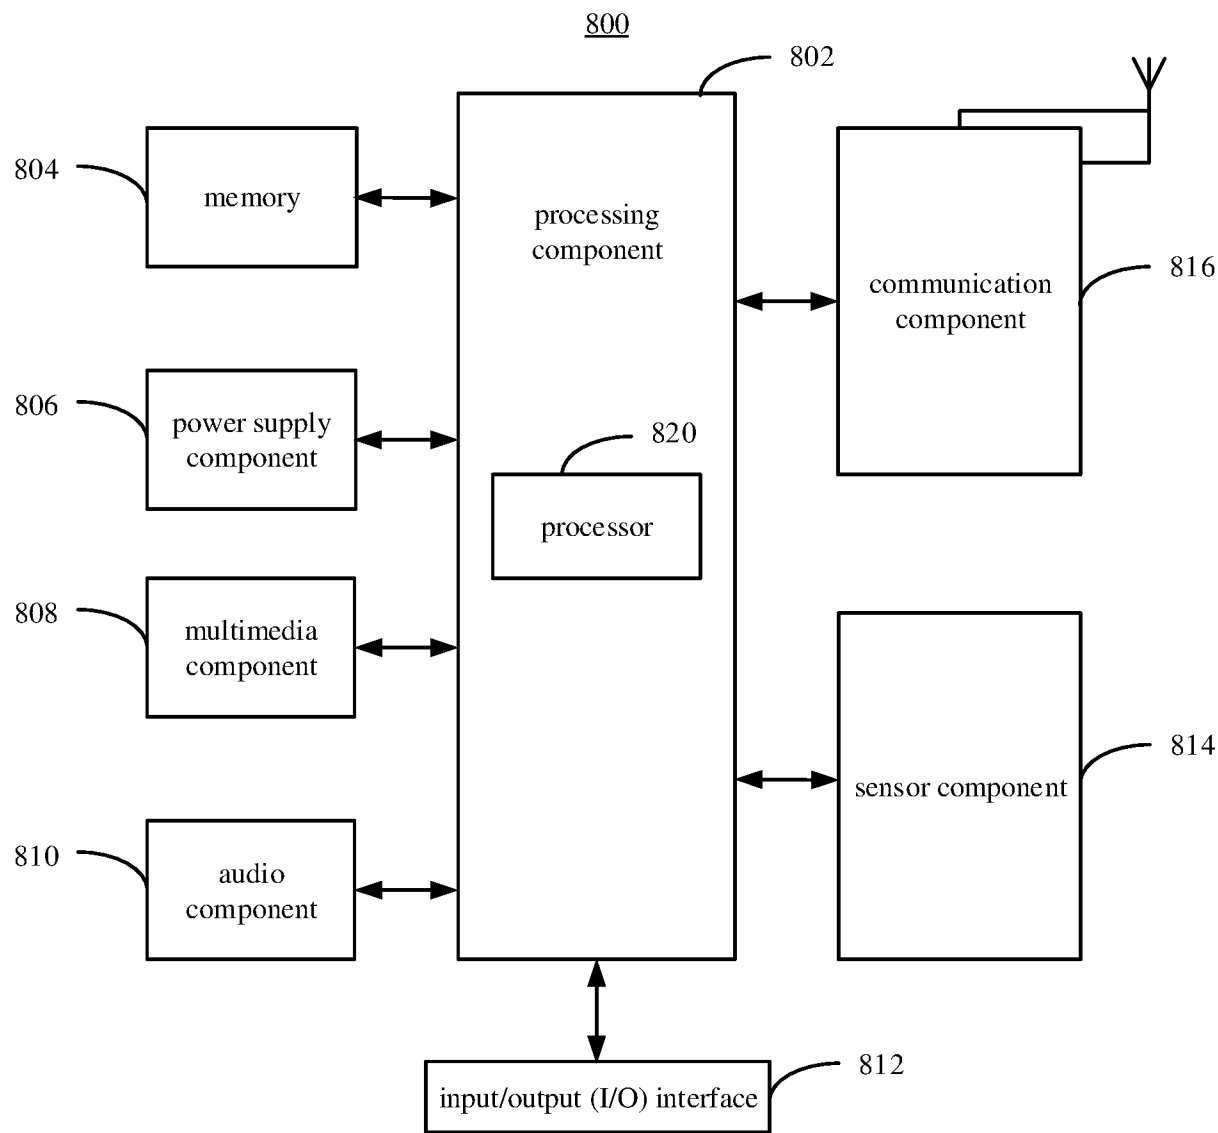 800
802
804
memory
processing
component
communication
component
816
806
power supply
component
820
processor
808
multimedia
component
814
sensor component
810
audio
component
812
input/output (I/O) interface